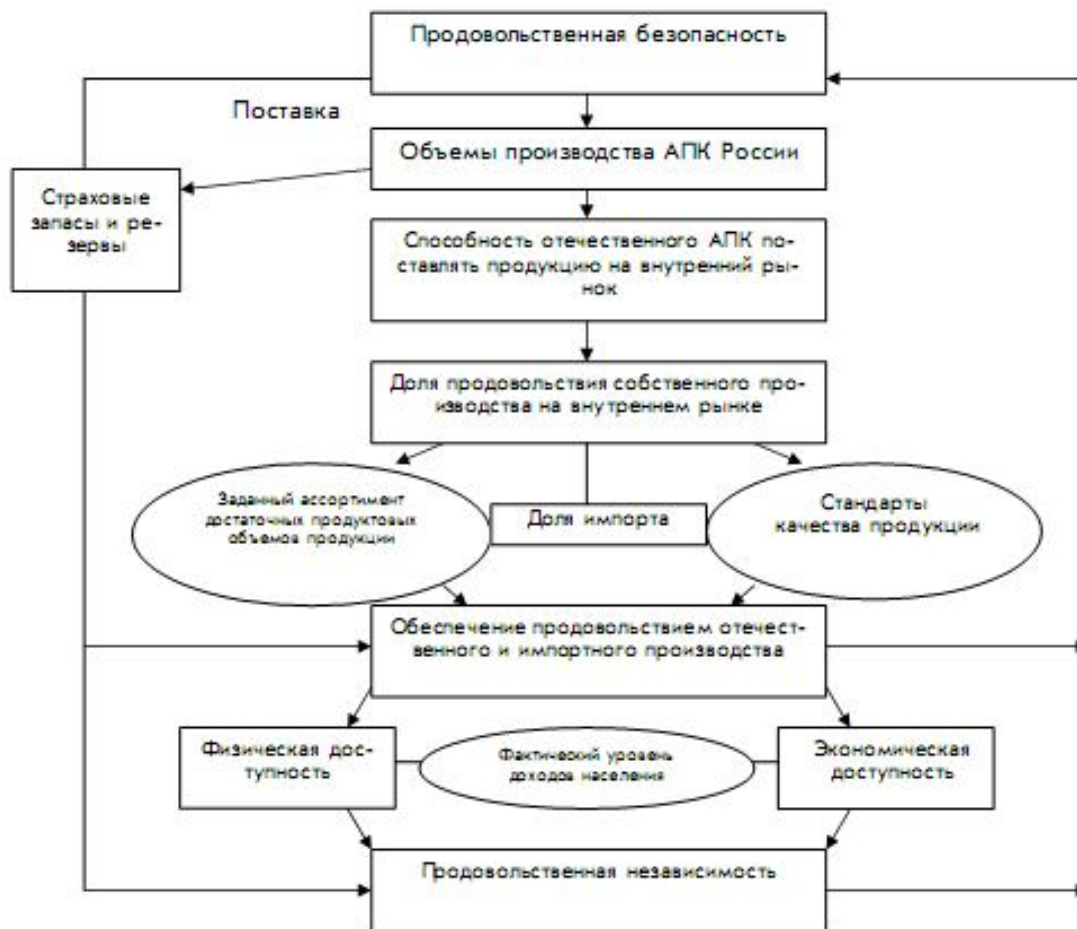 Продовольственная безопасность
Поставка
Объемы производства АПК России
Страховые
запасы и ре-
зервы
Способность отечественного АПК по-
ставлять продукцию на внутренний ры-
нок
Доля продовольствия собственного про-
изводства на внутреннем рынке
Заданный ассортимент
достаточных продуктовых
объемов продукции
Доля импорта
Стандарты
качества продукции
Обеспечение продовольствием отечест-
венного и импортного производства
Физическая дос-
тупность
Фактический уровень
доходов населения
Экономическая
доступность
Продовольственная независимость